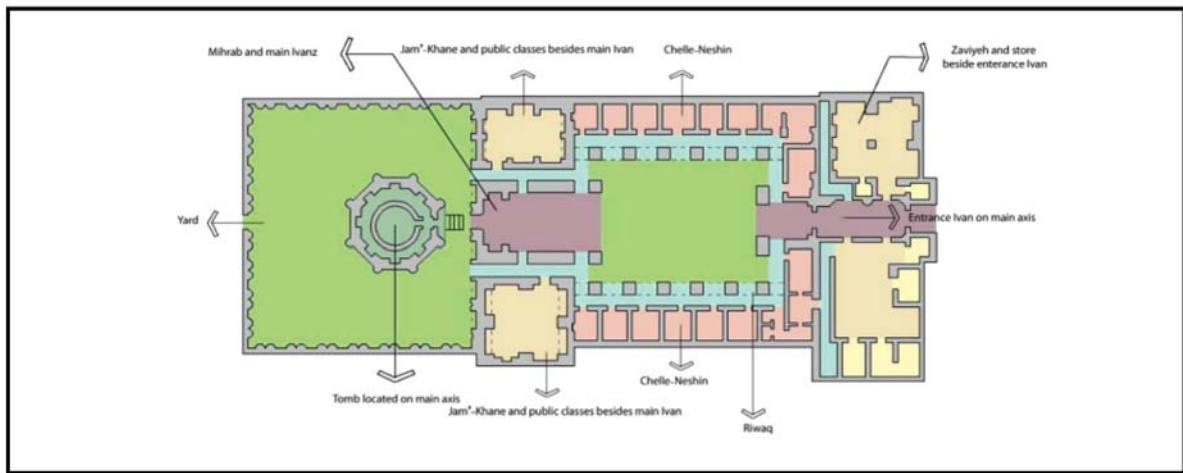 Mihrab and main Ivanz
Jam'-Khane and public classes besides main Ivan
Chelle-Neshin
Zaviyeh and store
beside enterance Ivan
Yard
Entrance Ivan on main axis
Tomb located on main axis
Jam'-Khane and public classes besides main Ivan
Chelle-Neshin
Riwaq